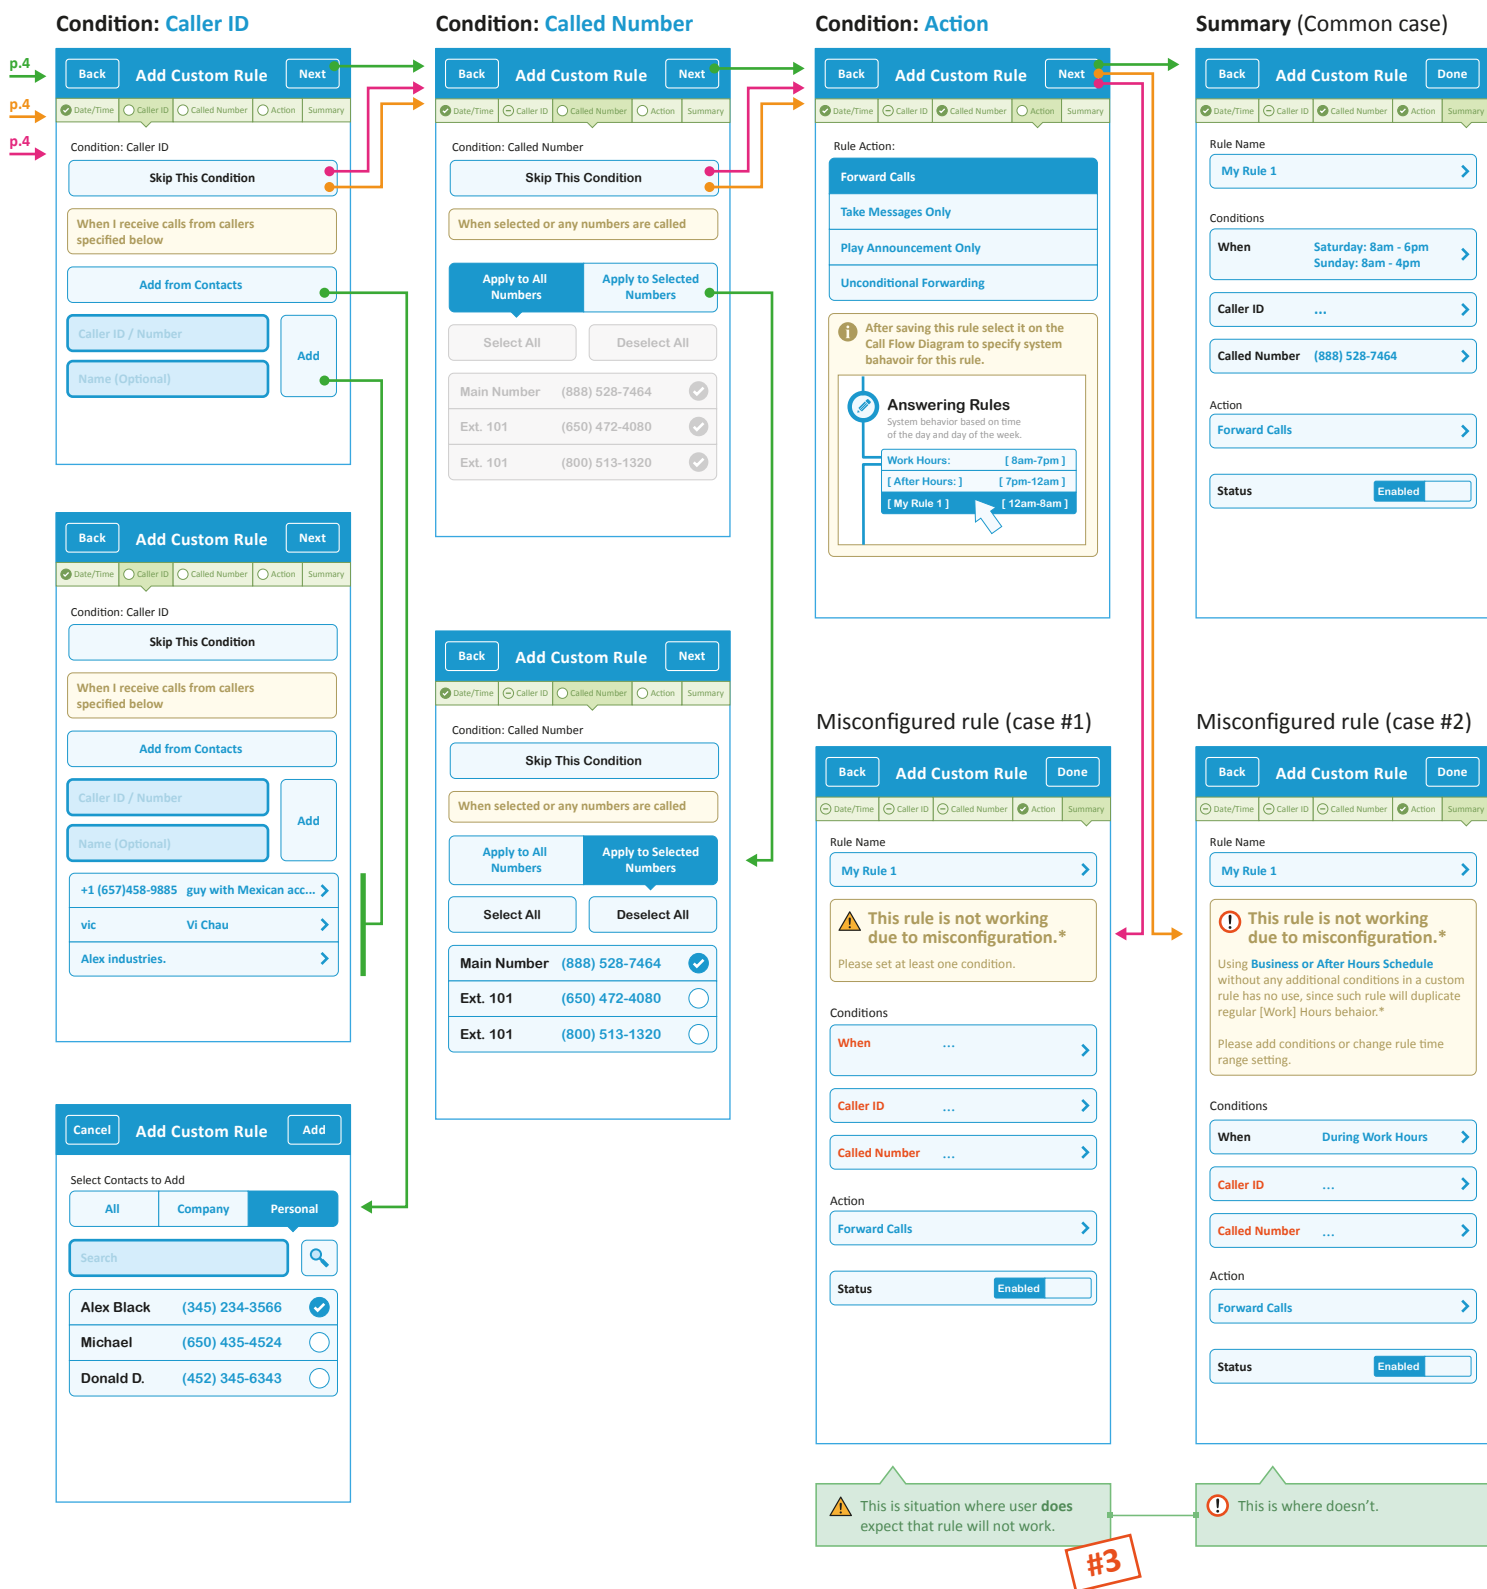 Condition: Caller ID
p.4
p.4
p.4
Back
Add Custom Rule
Next
Date/Time
Caller ID
Called Number
Action
Summary
Condition: Caller ID
Skip This Condition
When I receive calls from callers
specified below
Add from Contacts
Caller ID / Number
Name (Optional)
Add
Back
Add Custom Rule
Next
Date/Time
Caller ID
Called Number
Action
Summary
Condition: Caller ID
Skip This Condition
When I receive calls from callers
specified below
Add from Contacts
Caller ID / Number
Name (Optional)
Add
+1 (657)458-9885 guy with Mexican acc...
vic Vi Chau
Alex industries.
Cancel
Add Custom Rule
Add
Select Contacts to Add
All
Company
Personal
Search
Alex Black (345) 234-3566
Michael (650) 435-4524
Donald D. (452) 345-6343
Condition: Called Number
Back
Add Custom Rule
Next
Date/Time
Caller ID
Called Number
Action
Summary
Condition: Called Number
Skip This Condition
When selected or any numbers are called
Apply to All
Numbers
Apply to Selected
Numbers
Select All
Deselect All
Main Number (888) 528-7464
Ext. 101 (650) 472-4080
Ext. 101 (800) 513-1320
Back
Add Custom Rule
Next
Date/Time
Caller ID
Called Number
Action
Summary
Condition: Called Number
Skip This Condition
When selected or any numbers are called
Apply to All
Numbers
Apply to Selected
Numbers
Select All
Deselect All
Main Number (888) 528-7464
Ext. 101 (650) 472-4080
Ext. 101 (800) 513-1320
Condition: Action
Back
Add Custom Rule
Next
Date/Time
Caller ID
Called Number
Action
Summary
Rule Action:
Forward Calls
Take Messages Only
Play Announcement Only
Unconditional Forwarding
After saving this rule select it on the
Call Flow Diagram to specify system
bahavoir for this rule.
Answering Rules
System behavior based on time
of the day and day of the week.
Work Hours: [ 8am-7pm ]
[ After Hours: ] [ 7pm-12am ]
[ My Rule 1 ] [ 12am-8am ]
Misconfigured rule (case #1)
Back
Add Custom Rule
Done
Date/Time
Caller ID
Called Number
Action
Summary
Rule Name
My Rule 1
This rule is not working
due to misconfiguration.*
Please set at least one condition.
Conditions
When ...
Caller ID ...
Called Number ...
Action
Forward Calls
Status Enabled
This is situation where user does
expect that rule will not work.
#3
Summary (Common case)
Back
Add Custom Rule
Done
Date/Time
Caller ID
Called Number
Action
Summary
Rule Name
My Rule 1
Conditions
When Saturday: 8am - 6pm
Sunday: 8am - 4pm
Caller ID ...
Called Number (888) 528-7464
Action
Forward Calls
Status Enabled
Misconfigured rule (case #2)
Back
Add Custom Rule
Done
Date/Time
Caller ID
Called Number
Action
Summary
Rule Name
My Rule 1
This rule is not working
due to misconfiguration.*
Using Business or After Hours Schedule
without any additional conditions in a custom
rule has no use, since such rule will duplicate
regular [Work] Hours behaior.*
Please add conditions or change rule time
range setting.
Conditions
When During Work Hours
Caller ID ...
Called Number ...
Action
Forward Calls
Status Enabled
This is where doesn't.